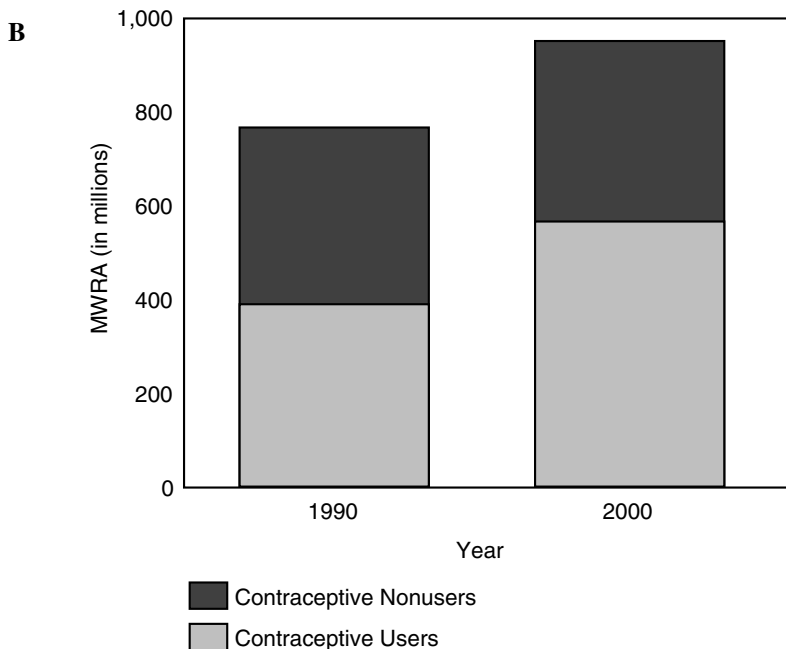 B
1,000
800
600
400
200
0
MWRA (in millions)
1990
2000
Year
Contraceptive Nonusers
Contraceptive Users